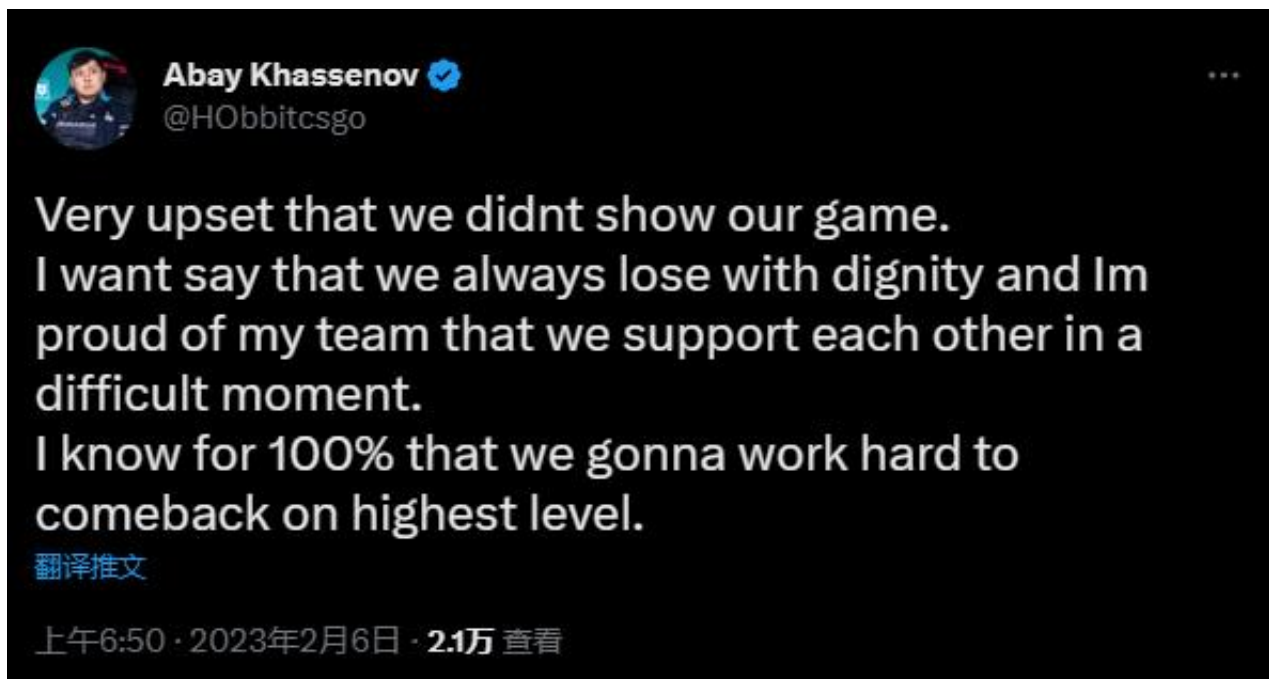 Abay Khassenov
@HObbitcsgo
Very upset that we didnt show our game.
I want say that we always lose with dignity and Im
proud of my team that we support each other in a
difficult moment.
I know for 100% that we gonna work hard to
comeback on highest level.
翻译推文
上午6:50 · 2023年2月6日 · 2.1万 查看